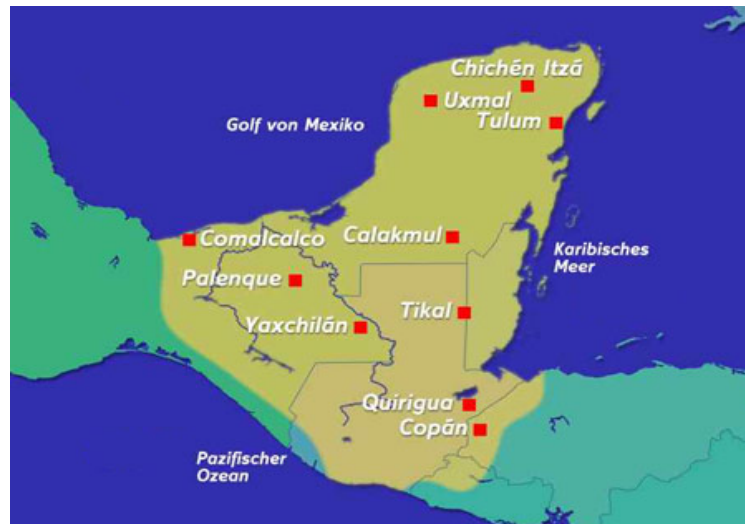 Chichén Itzá
Uxmal
Tulum
Golf von Mexiko
Comalcalco
Calakmul
Karibisches
Meer
Palenque
Tikal
Yaxchilán
Quirigua
Copán
Pazifischer
Ozean